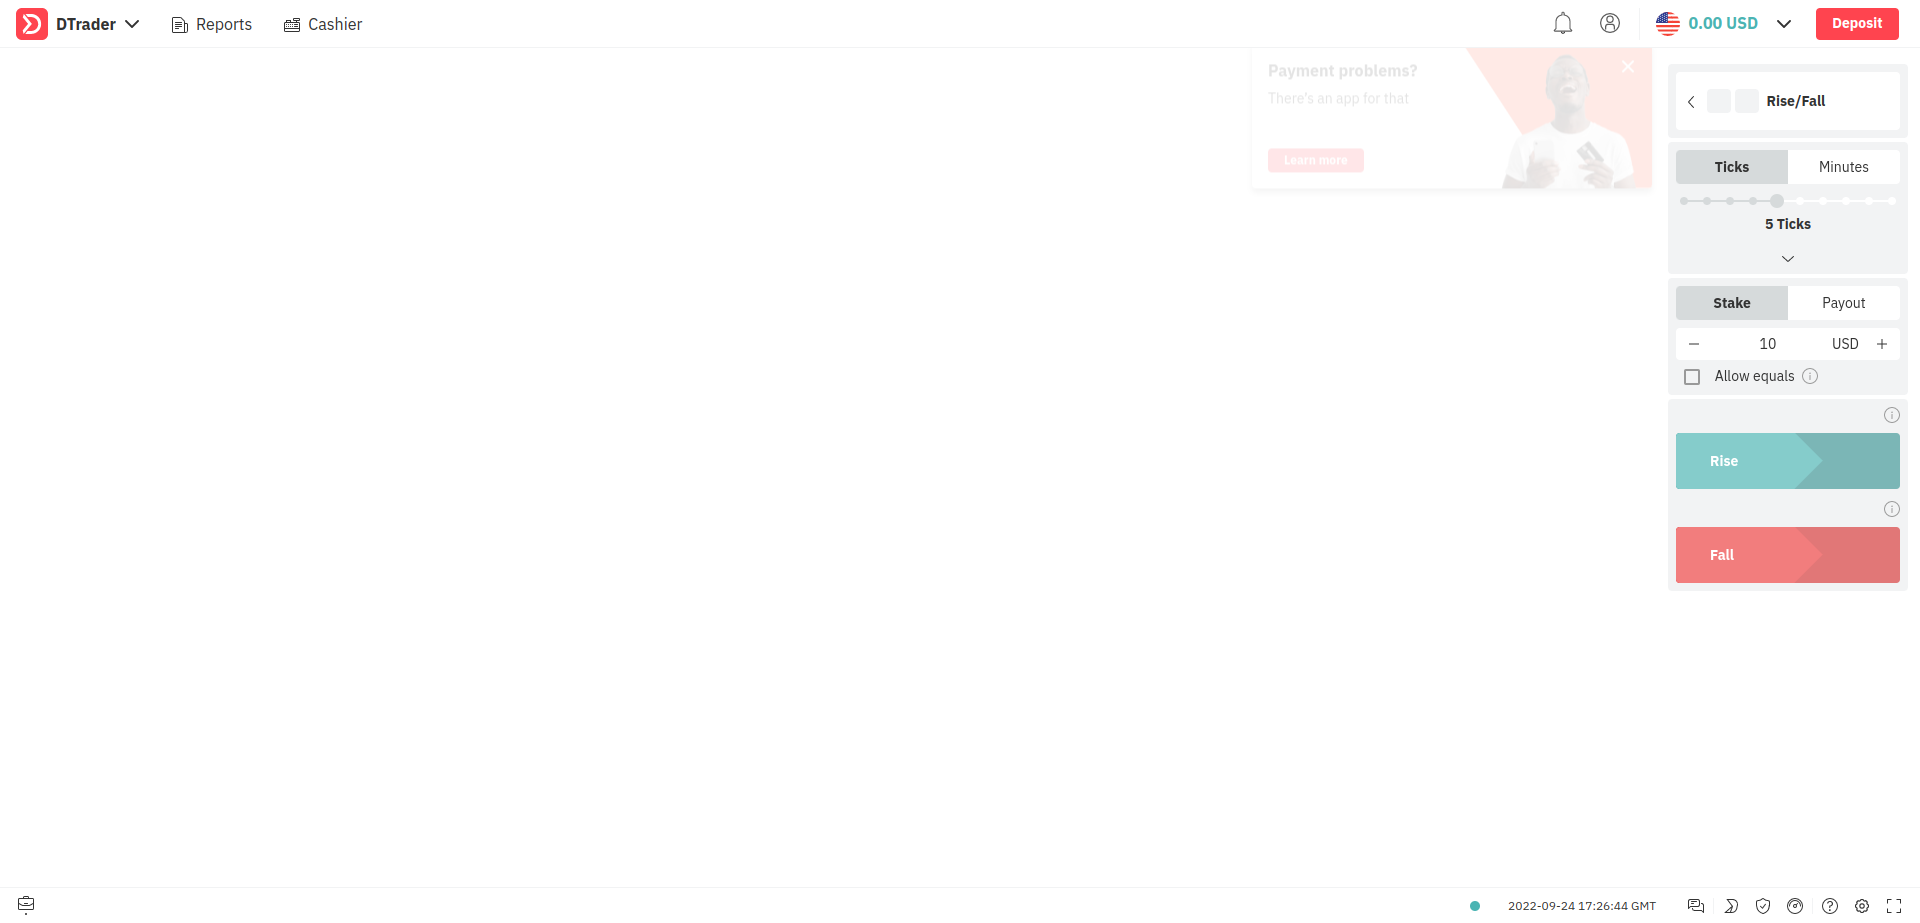 DTrader
Reports
Cashier
0.00 USD
Deposit
Payment problems?
There's an app for that
Learn more
Rise/Fall
Ticks
Minutes
5 Ticks
Stake
Payout
10
USD
Allow equals
Rise
Fall
2022-09-24 17:26:44 GMT